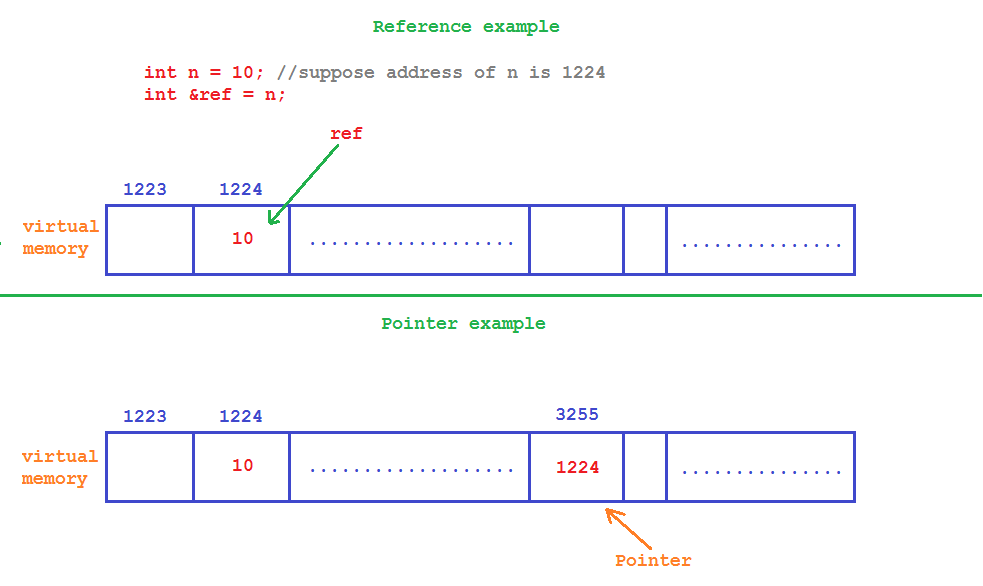 Reference example
int n = 10; //suppose address of n is 1224
int &ref = n;
ref
1223 1224
virtual
memory
10 ................... ...............
Pointer example
1223 1224 3255
virtual
memory
10 ................... 1224 ...............
Pointer